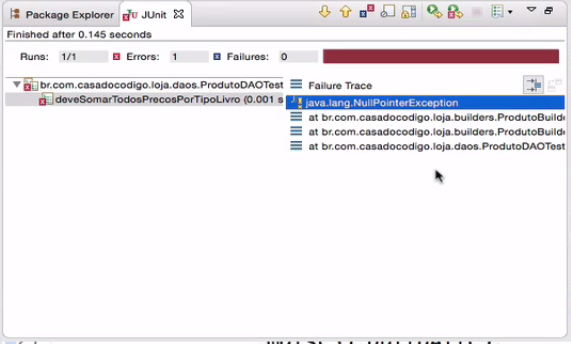 Package Explorer JUnit
Finished after 0.145 seconds
Runs: 1/1 Errors: 1 Failures: 0
br.com.casadocodigo.loja.daos.ProdutoDAOTest
deveSomarTodosPrecosPorTipoLivro (0.001 s
Failure Trace
java.lang.NullPointerException
at br.com.casadocodigo.loja.builders.ProdutoBuild
at br.com.casadocodigo.loja.builders.ProdutoBuild
at br.com.casadocodigo.loja.daos.ProdutoDAOTest